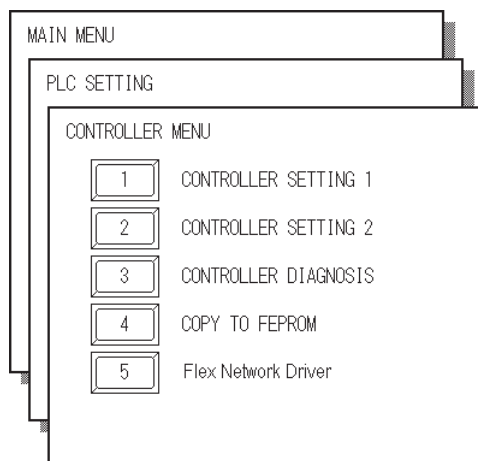 MAIN MENU
PLC SETTING
CONTROLLER MENU
1 CONTROLLER SETTING 1
2 CONTROLLER SETTING 2
3 CONTROLLER DIAGNOSIS
4 COPY TO FEPROM
5 Flex Network Driver